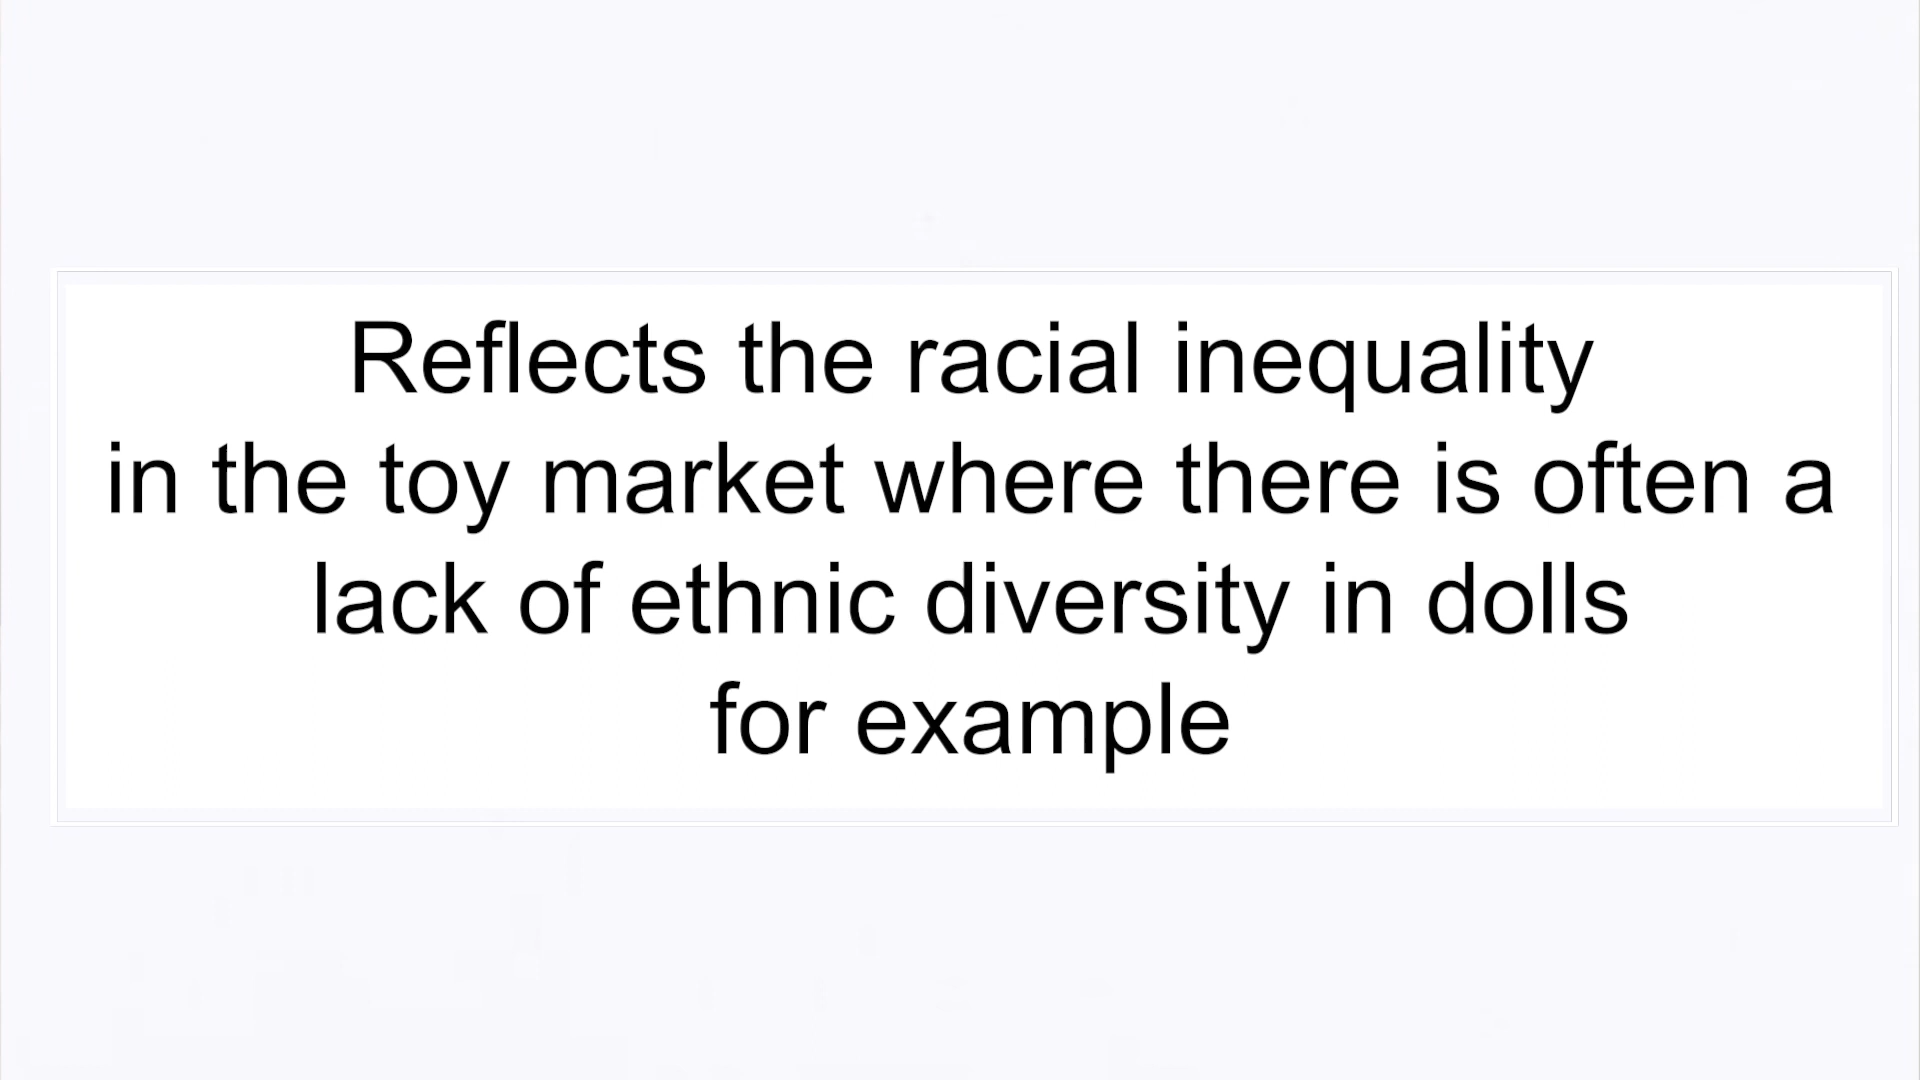 Reflects the racial inequality
in the toy market where there is often a
lack of ethnic diversity in dolls
for example